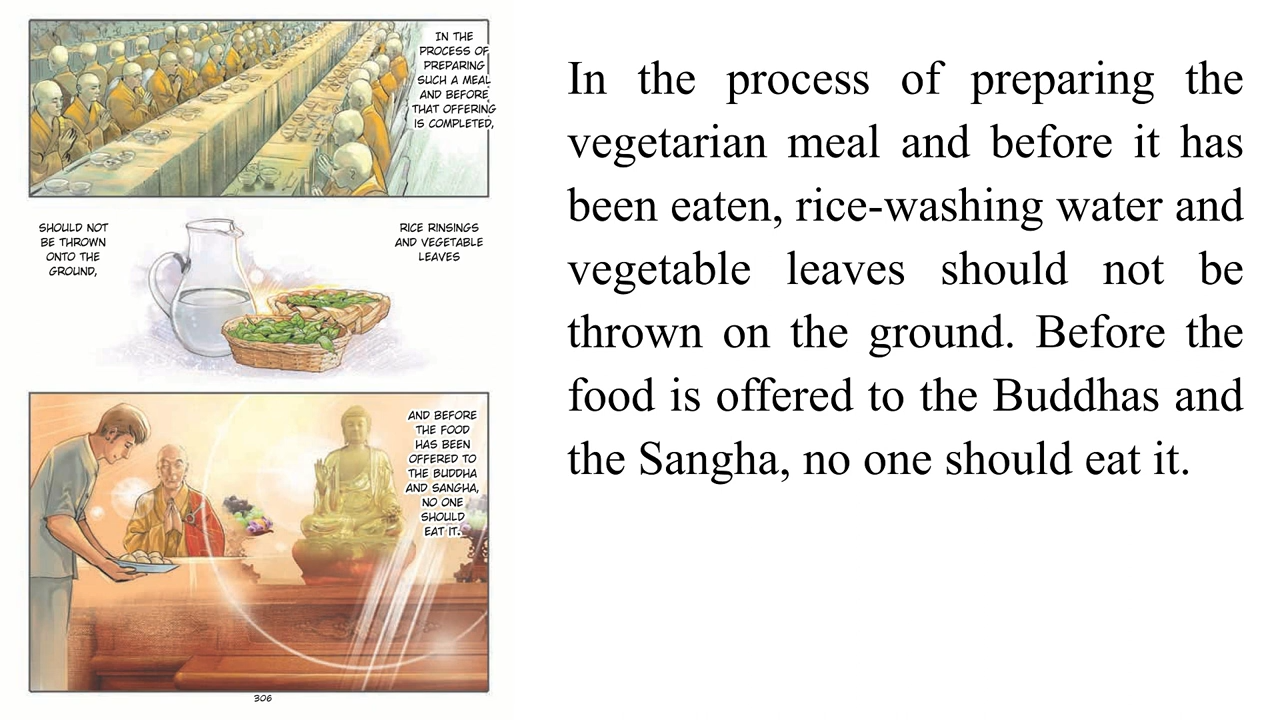 IN THE
PROCESS OF
PREPARING
SUCH A MEAL
AND BEFORE
THAT OFFERING
IS COMPLETED,
RICE RINSINGS
AND VEGETABLE
LEAVES
SHOULD NOT
BE THROWN
ONTO THE
GROUND,
AND BEFORE
THE FOOD
HAS BEEN
OFFERED TO
THE BUDDHA
AND SANGHA,
NO ONE
SHOULD
EAT IT.
306
In the process of preparing the
vegetarian meal and before it has
been eaten, rice-washing water and
vegetable leaves should not be
thrown on the ground. Before the
food is offered to the Buddhas and
the Sangha, no one should eat it.